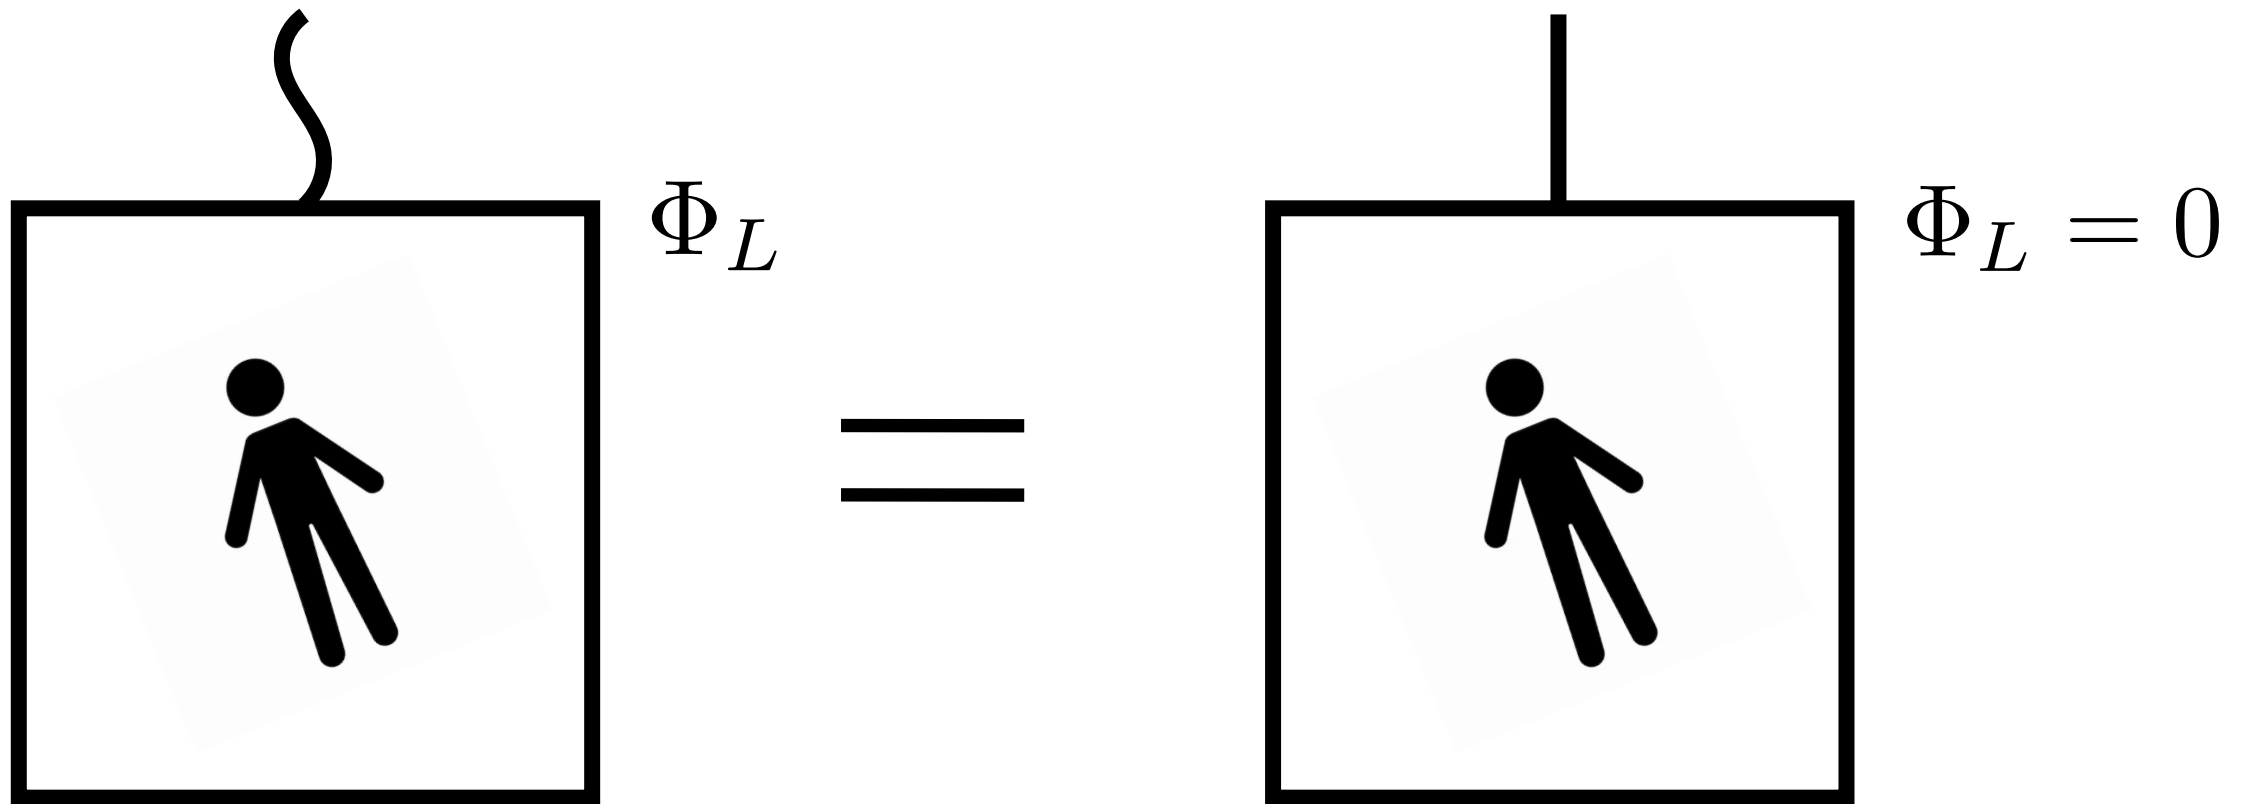 Φ_L
=
Φ_L = 0